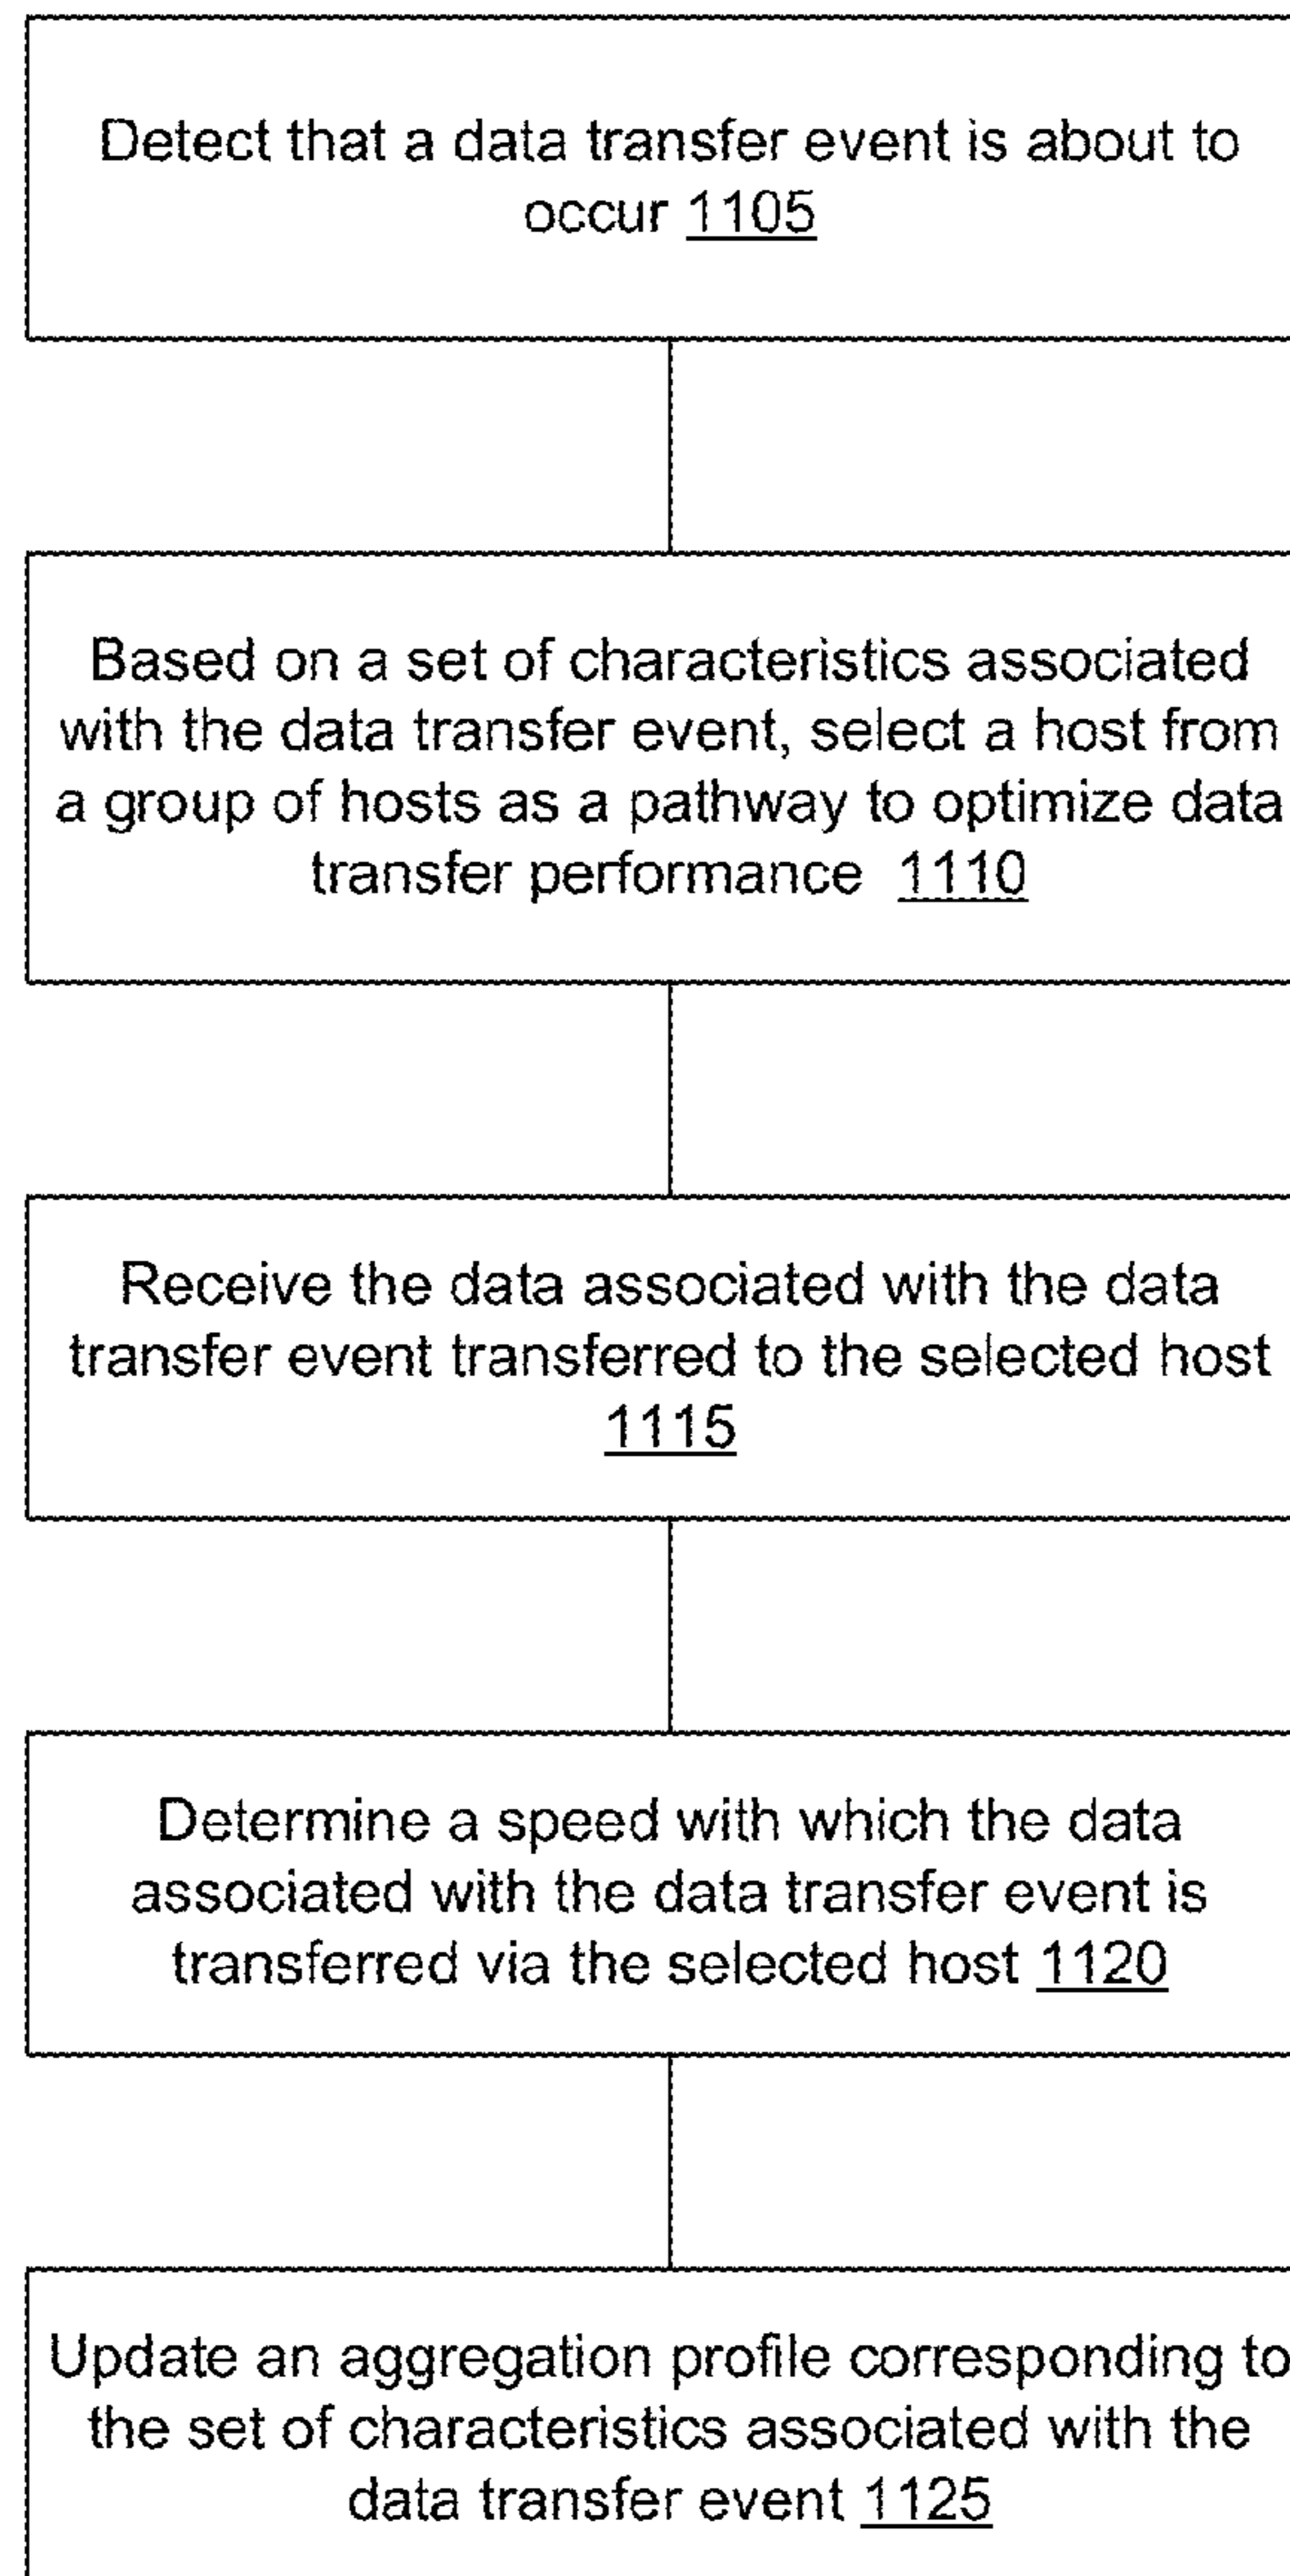 Detect that a data transfer event is about to
occur 1105
Based on a set of characteristics associated
with the data transfer event, select a host from
a group of hosts as a pathway to optimize data
transfer performance 1110
Receive the data associated with the data
transfer event transferred to the selected host
1115
Determine a speed with which the data
associated with the data transfer event is
transferred via the selected host 1120
Update an aggregation profile corresponding to
the set of characteristics associated with the
data transfer event 1125